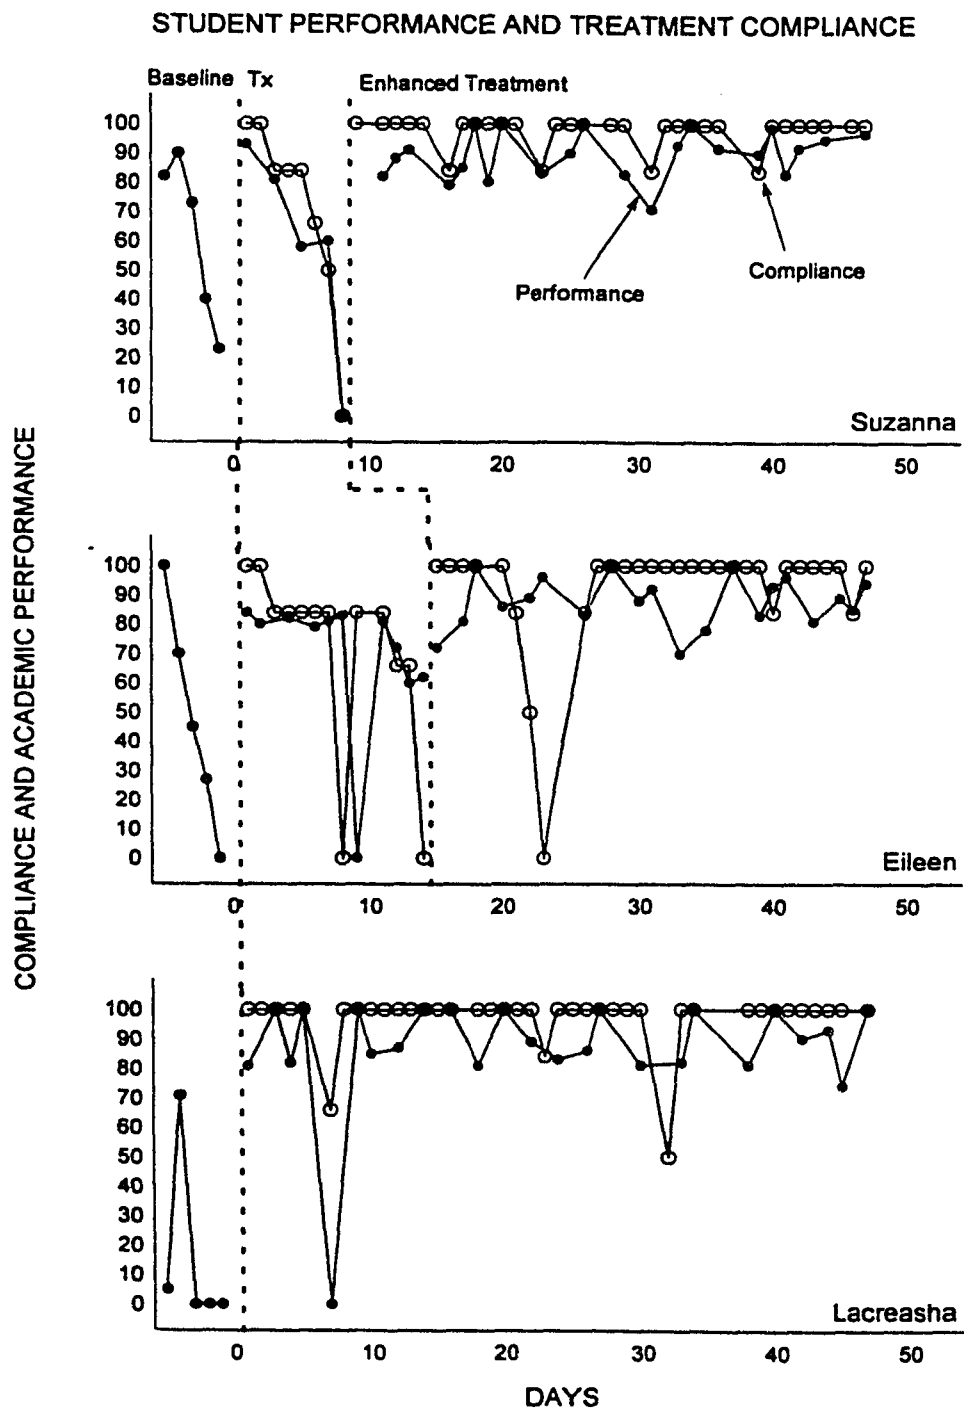 STUDENT PERFORMANCE AND TREATMENT COMPLIANCE
Baseline Tx Enhanced Treatment
100
90
80
70
60
50
40
30
20
10
0
Performance
Compliance
Suzanna
0 10 20 30 40 50
COMPLIANCE AND ACADEMIC PERFORMANCE
100
90
80
70
60
50
40
30
20
10
0
Eileen
0 10 20 30 40 50
100
90
80
70
60
50
40
30
20
10
0
Lacreasha
0 10 20 30 40 50
DAYS